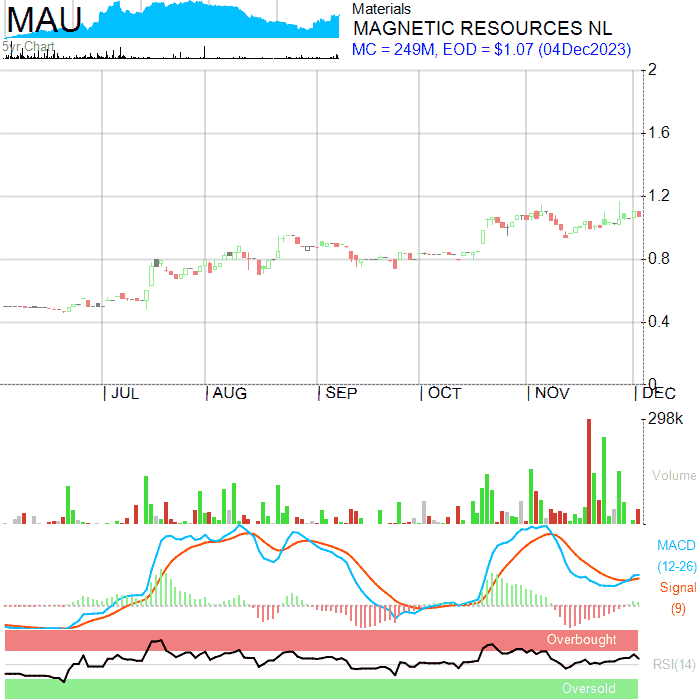 MAU
5yr Chart
Materials
MAGNETIC RESOURCES NL
MC = 249M, EOD = $1.07 (04Dec2023)
2
1.6
1.2
0.8
0.4
0
JUL AUG SEP OCT NOV DEC
298k
Volume
MACD
(12-26)
Signal
(9)
Overbought
RSI(14)
Oversold